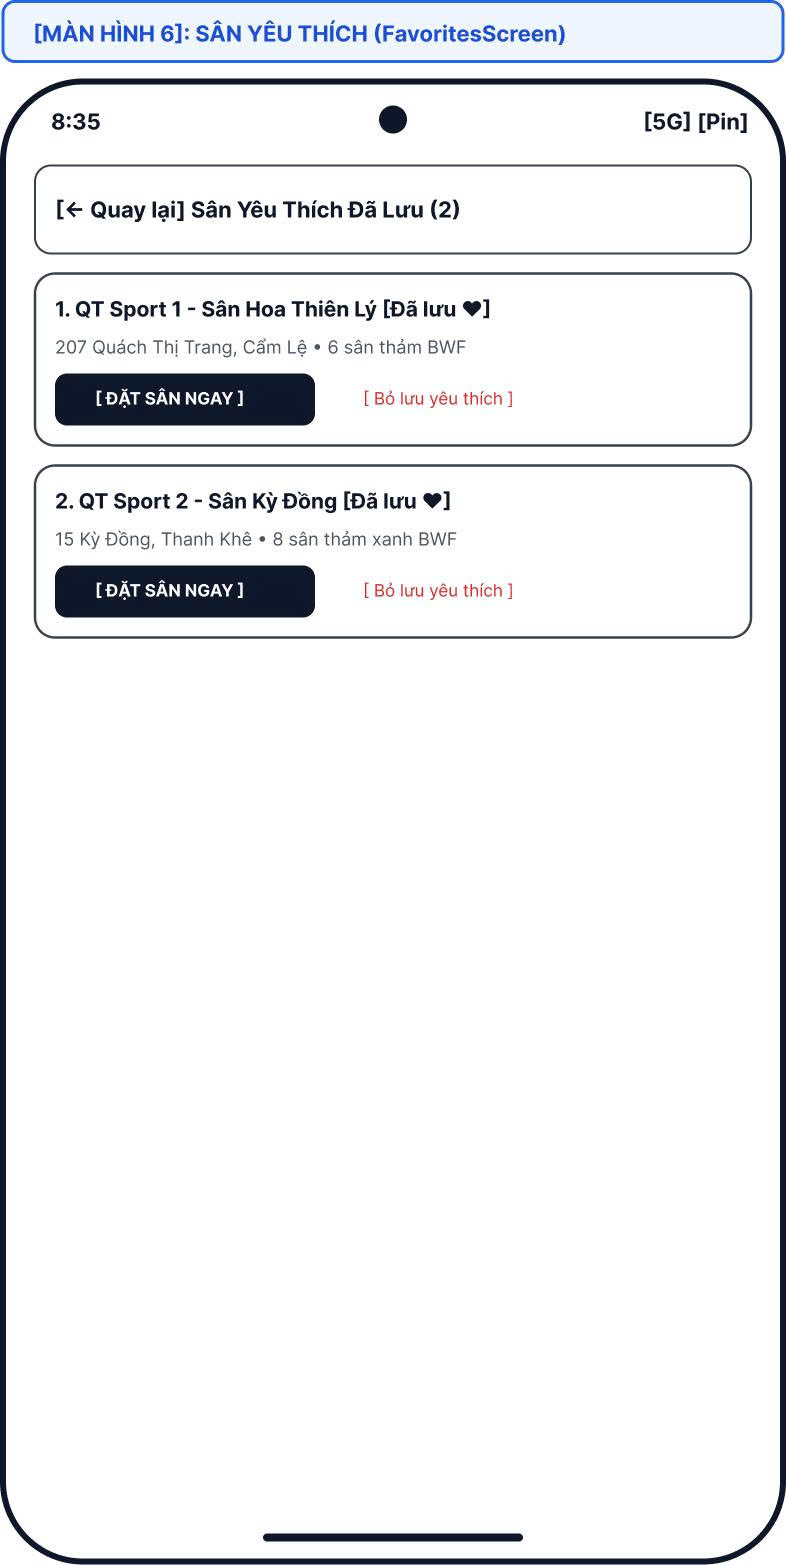 [MÀN HÌNH 6]: SÂN YÊU THÍCH (FavoritesScreen)
8:35
[5G] [Pin]
[← Quay lại] Sân Yêu Thích Đã Lưu (2)
1. QT Sport 1 - Sân Hoa Thiên Lý [Đã lưu ♥]
207 Quách Thị Trang, Cẩm Lệ • 6 sân thảm BWF
[ ĐẶT SÂN NGAY ]
[ Bỏ lưu yêu thích ]
2. QT Sport 2 - Sân Kỳ Đồng [Đã lưu ♥]
15 Kỳ Đồng, Thanh Khê • 8 sân thảm xanh BWF
[ ĐẶT SÂN NGAY ]
[ Bỏ lưu yêu thích ]